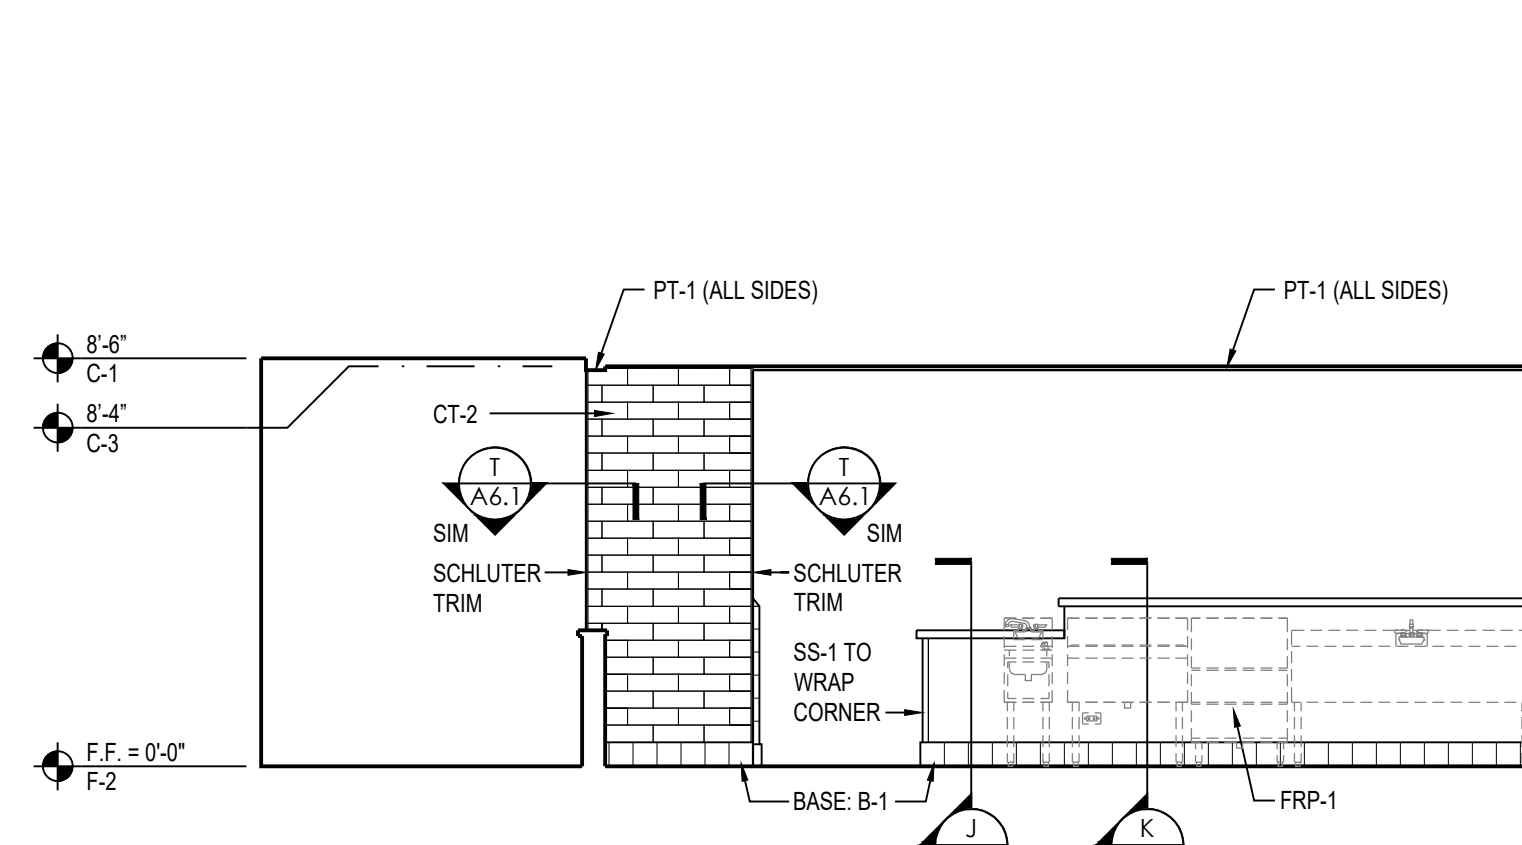 PT-1 (ALL SIDES)
PT-1 (ALL SIDES)
8'-6”
C-1
8'-4”
C-3
CT-2
T
A6.1
SIM
T
A6.1
SIM
SCHLUTER
TRIM
SCHLUTER
TRIM
SS-1 TO
WRAP
CORNER
F.F. = 0'-0"
F-2
BASE: B-1
FRP-1
J
K